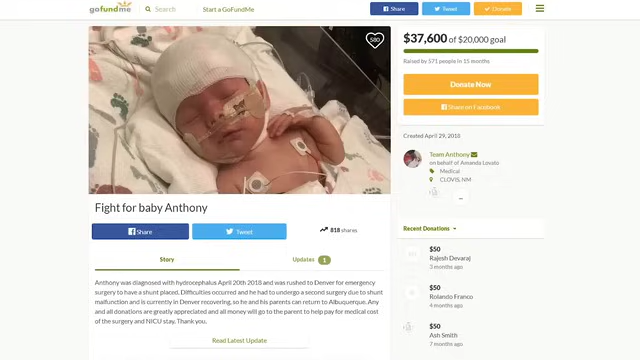 gofundme
Search
Start a GoFundMe
Share
Tweet
Donate
580
$37,600 of $20,000 goal
Raised by 571 people in 15 months
Donate Now
Share on Facebook
Created April 29, 2018
Team Anthony
on behalf of Amanda Lovato
Medical
CLOVIS, NM
Fight for baby Anthony
Share
Tweet
818 shares
Story
Updates 1
Anthony was diagnosed with hydrocephalus April 20th 2018 and was rushed to Denver for emergency
surgery to have a shunt placed. Difficulties occured and he had to undergo a second surgery due to shunt
malfunction and is currently in Denver recovering, so he and his parents can return to Albuquerque. Any
and all donations are greatly appreciated and all money will go to the parent to help pay for medical cost
of the surgery and NICU stay. Thank you.
Read Latest Update
Recent Donations
$50
Rajesh Devaraj
3 months ago
$50
Rolando Franco
4 months ago
$50
Ash Smith
7 months ago